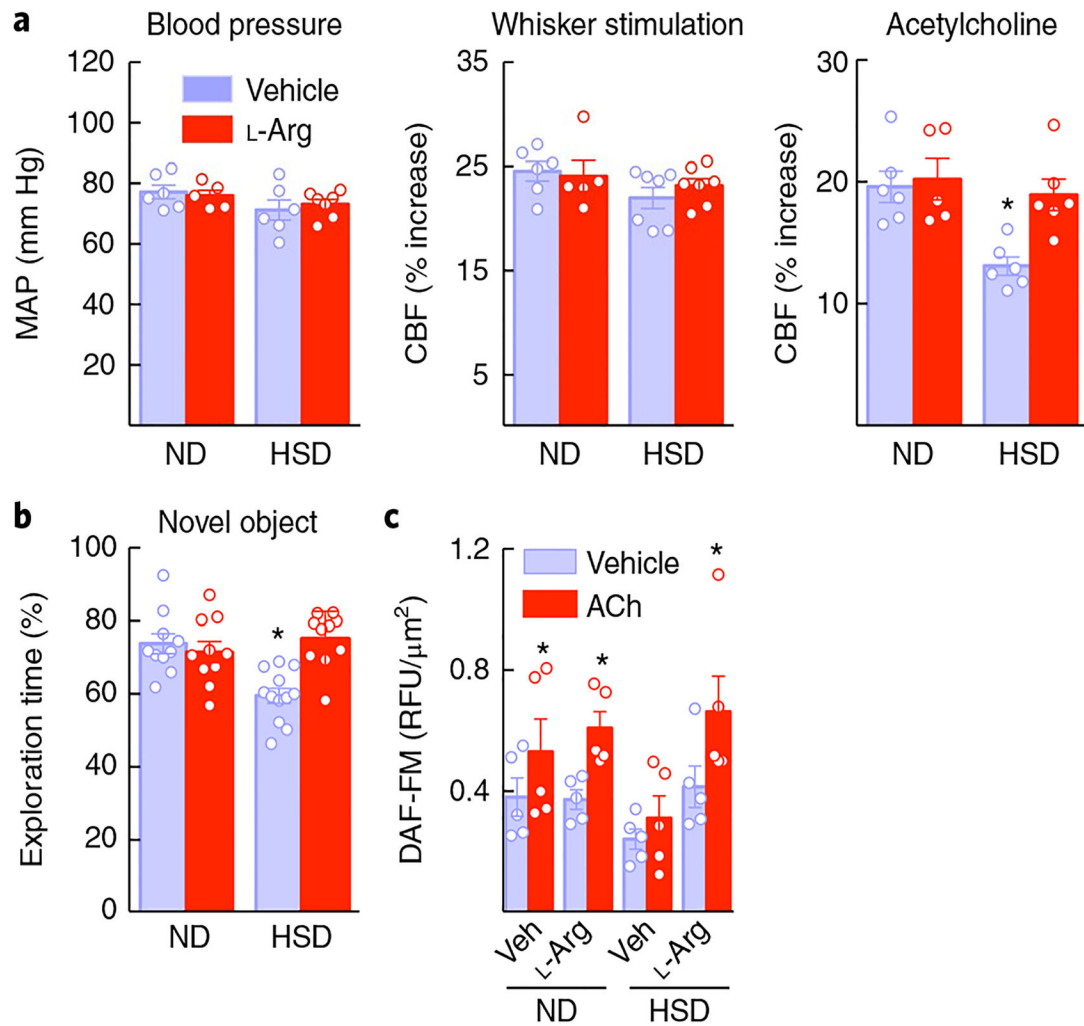 a
Blood pressure
MAP (mm Hg)
120
100
80
60
40
20
Vehicle
L-Arg
ND
HSD
Whisker stimulation
CBF (% increase)
35
25
15
5
ND
HSD
Acetylcholine
CBF (% increase)
30
20
10
*
ND
HSD
b
Novel object
Exploration time (%)
100
80
60
40
20
0
*
ND
HSD
c
DAF-FM (RFU/μm²)
1.2
0.8
0.4
Vehicle
ACh
*
*
*
Veh
L-Arg
Veh
L-Arg
ND
HSD